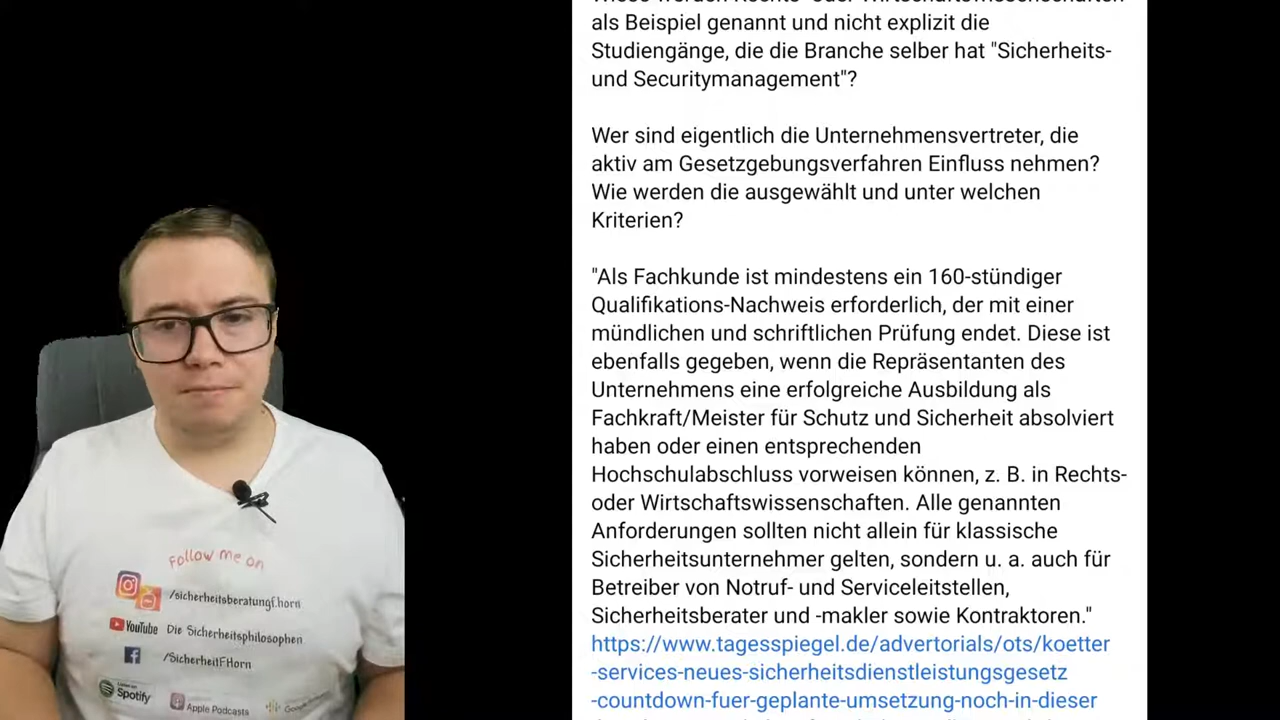 als Beispiel genannt und nicht explizit die
Studiengänge, die die Branche selber hat "Sicherheits-
und Securitymanagement"?
Wer sind eigentlich die Unternehmensvertreter, die
aktiv am Gesetzgebungsverfahren Einfluss nehmen?
Wie werden die ausgewählt und unter welchen
Kriterien?
"Als Fachkunde ist mindestens ein 160-stündiger
Qualifikations-Nachweis erforderlich, der mit einer
mündlichen und schriftlichen Prüfung endet. Diese ist
ebenfalls gegeben, wenn die Repräsentanten des
Unternehmens eine erfolgreiche Ausbildung als
Fachkraft/Meister für Schutz und Sicherheit absolviert
haben oder einen entsprechenden
Hochschulabschluss vorweisen können, z. B. in Rechts-
oder Wirtschaftswissenschaften. Alle genannten
Anforderungen sollten nicht allein für klassische
Sicherheitsunternehmer gelten, sondern u. a. auch für
Betreiber von Notruf- und Serviceleitstellen,
Sicherheitsberater und -makler sowie Kontraktoren."
https://www.tagesspiegel.de/advertorials/ots/koetter
-services-neues-sicherheitsdienstleistungsgesetz
-countdown-fuer-geplante-umsetzung-noch-in-dieser
Follow me on
/sicherheitsberatungf.horn
YouTube Die Sicherheitsphilosophen
/SicherheitFHorn
Listen on
Spotify
Apple Podcasts